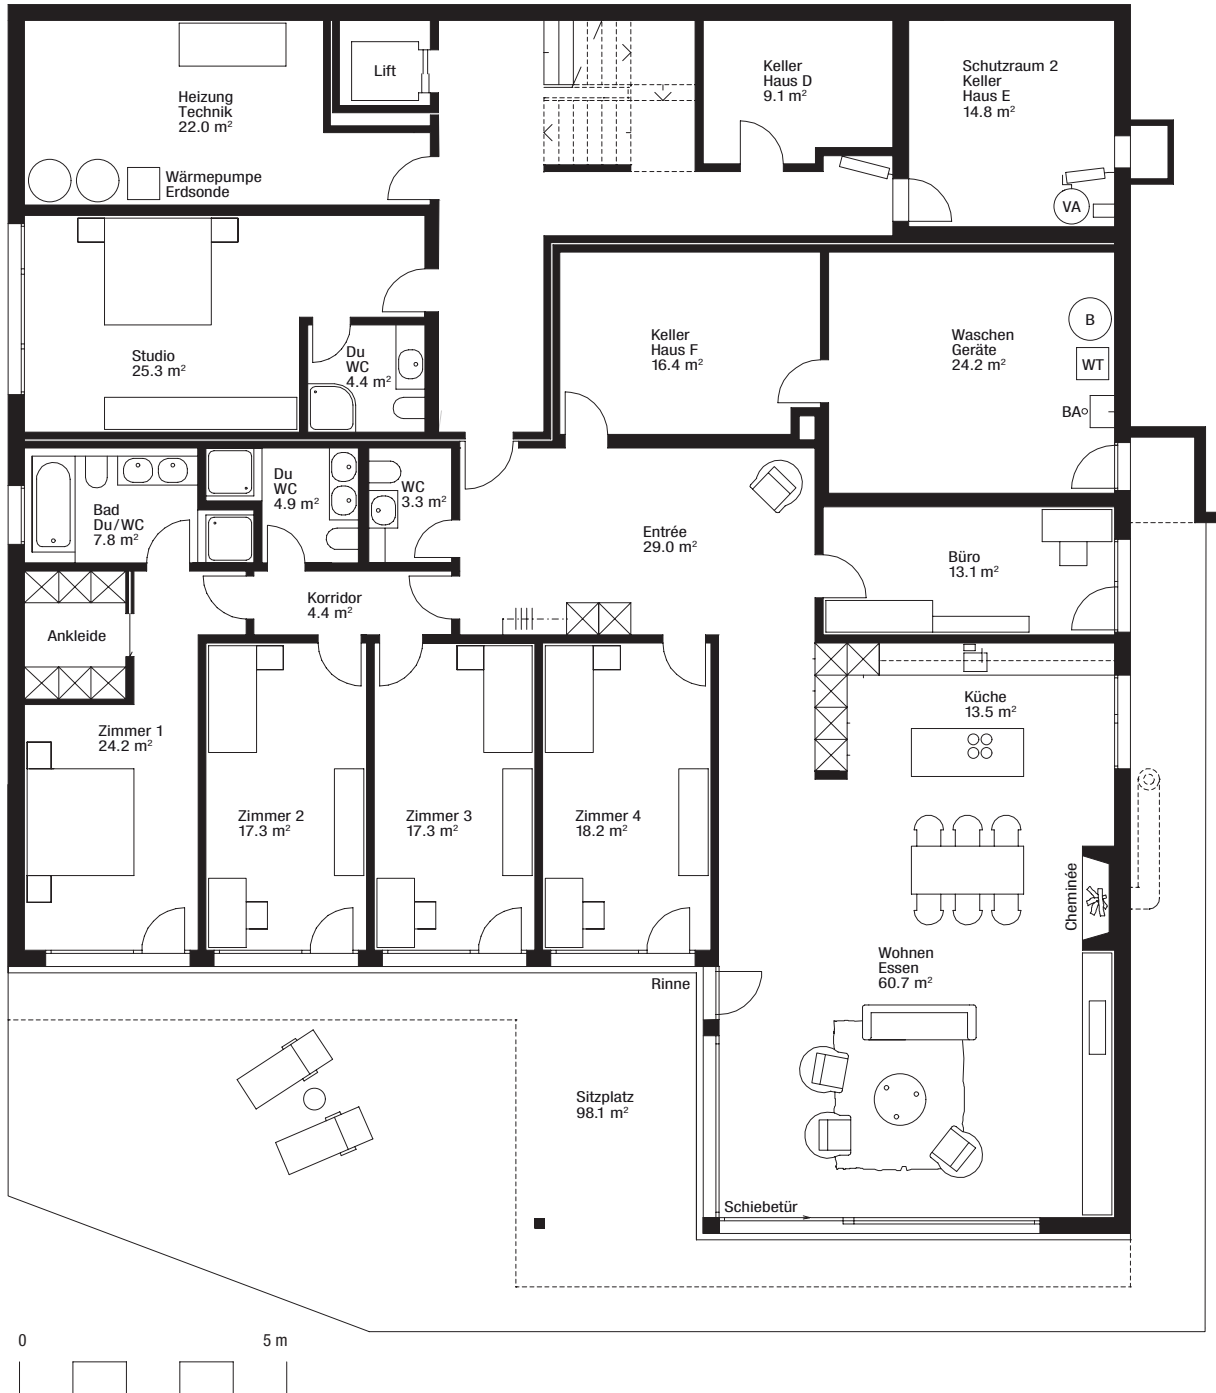 Heizung
Technik
22.0 m²
Lift
Keller
Haus D
9.1 m²
Schutzraum 2
Keller
Haus E
14.8 m²
Wärmepumpe
Erdsonde
VA
Studio
25.3 m²
Du
WC
4.4 m²
Keller
Haus F
16.4 m²
Waschen
Geräte
24.2 m²
B
WT
BA
Bad
Du/WC
7.8 m²
Du
WC
4.9 m²
WC
3.3 m²
Entrée
29.0 m²
Büro
13.1 m²
Korridor
4.4 m²
Ankleide
Küche
13.5 m²
Zimmer 1
24.2 m²
Zimmer 2
17.3 m²
Zimmer 3
17.3 m²
Zimmer 4
18.2 m²
Cheminée
Wohnen
Essen
60.7 m²
Rinne
Sitzplatz
98.1 m²
Schiebetür
0 5 m